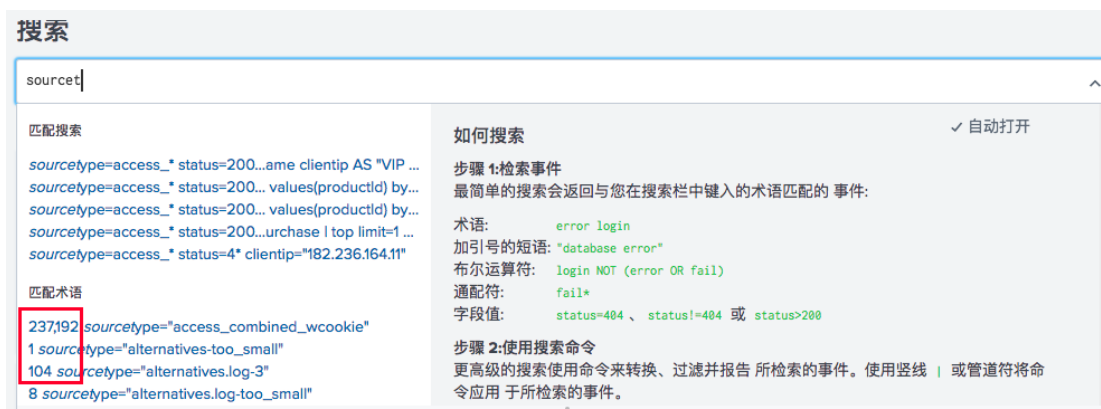 搜索
sourcet
匹配搜索
sourcetype=access_* status=200...ame clientip AS "VIP ...
sourcetype=access_* status=200... values(productId) by...
sourcetype=access_* status=200... values(productId) by...
sourcetype=access_* status=200...urchase | top limit=1 ...
sourcetype=access_* status=4* clientip="182.236.164.11"
匹配术语
237,192 sourcetype="access_combined_wcookie"
1 sourcetype="alternatives-too_small"
104 sourcetype="alternatives.log-3"
8 sourcetype="alternatives.log-too_small"
如何搜索
✓ 自动打开
步骤 1:检索事件
最简单的搜索会返回与您在搜索栏中键入的术语匹配的 事件:
术语: error login
加引号的短语: "database error"
布尔运算符: login NOT (error OR fail)
通配符: fail*
字段值: status=404 、 status!=404 或 status>200
步骤 2:使用搜索命令
更高级的搜索使用命令来转换、过滤并报告 所检索的事件。使用竖线 | 或管道符将命
令应用 于所检索的事件。